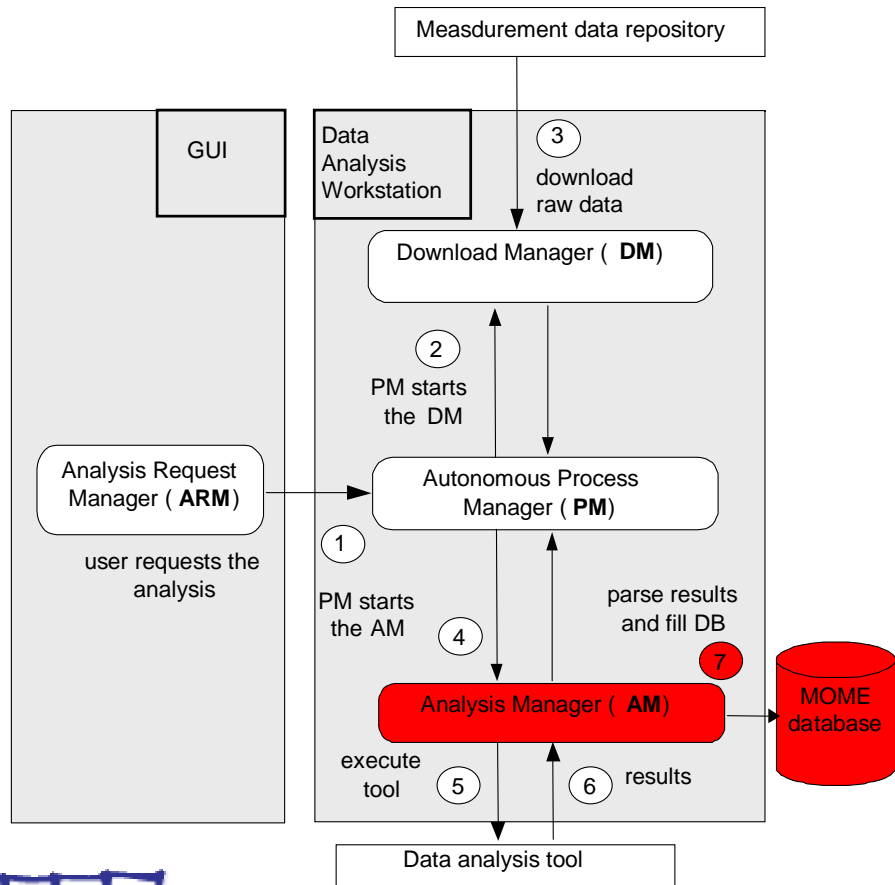 Measdurement data repository
GUI
Data
Analysis
Workstation
3
download
raw data
Download Manager ( DM)
2
PM starts
the DM
Analysis Request
Manager ( ARM)
Autonomous Process
Manager ( PM)
1
user requests the
analysis
PM starts
the AM
4
parse results
and fill DB
7
Analysis Manager ( AM)
MOME
database
execute
tool
5
6
results
Data analysis tool